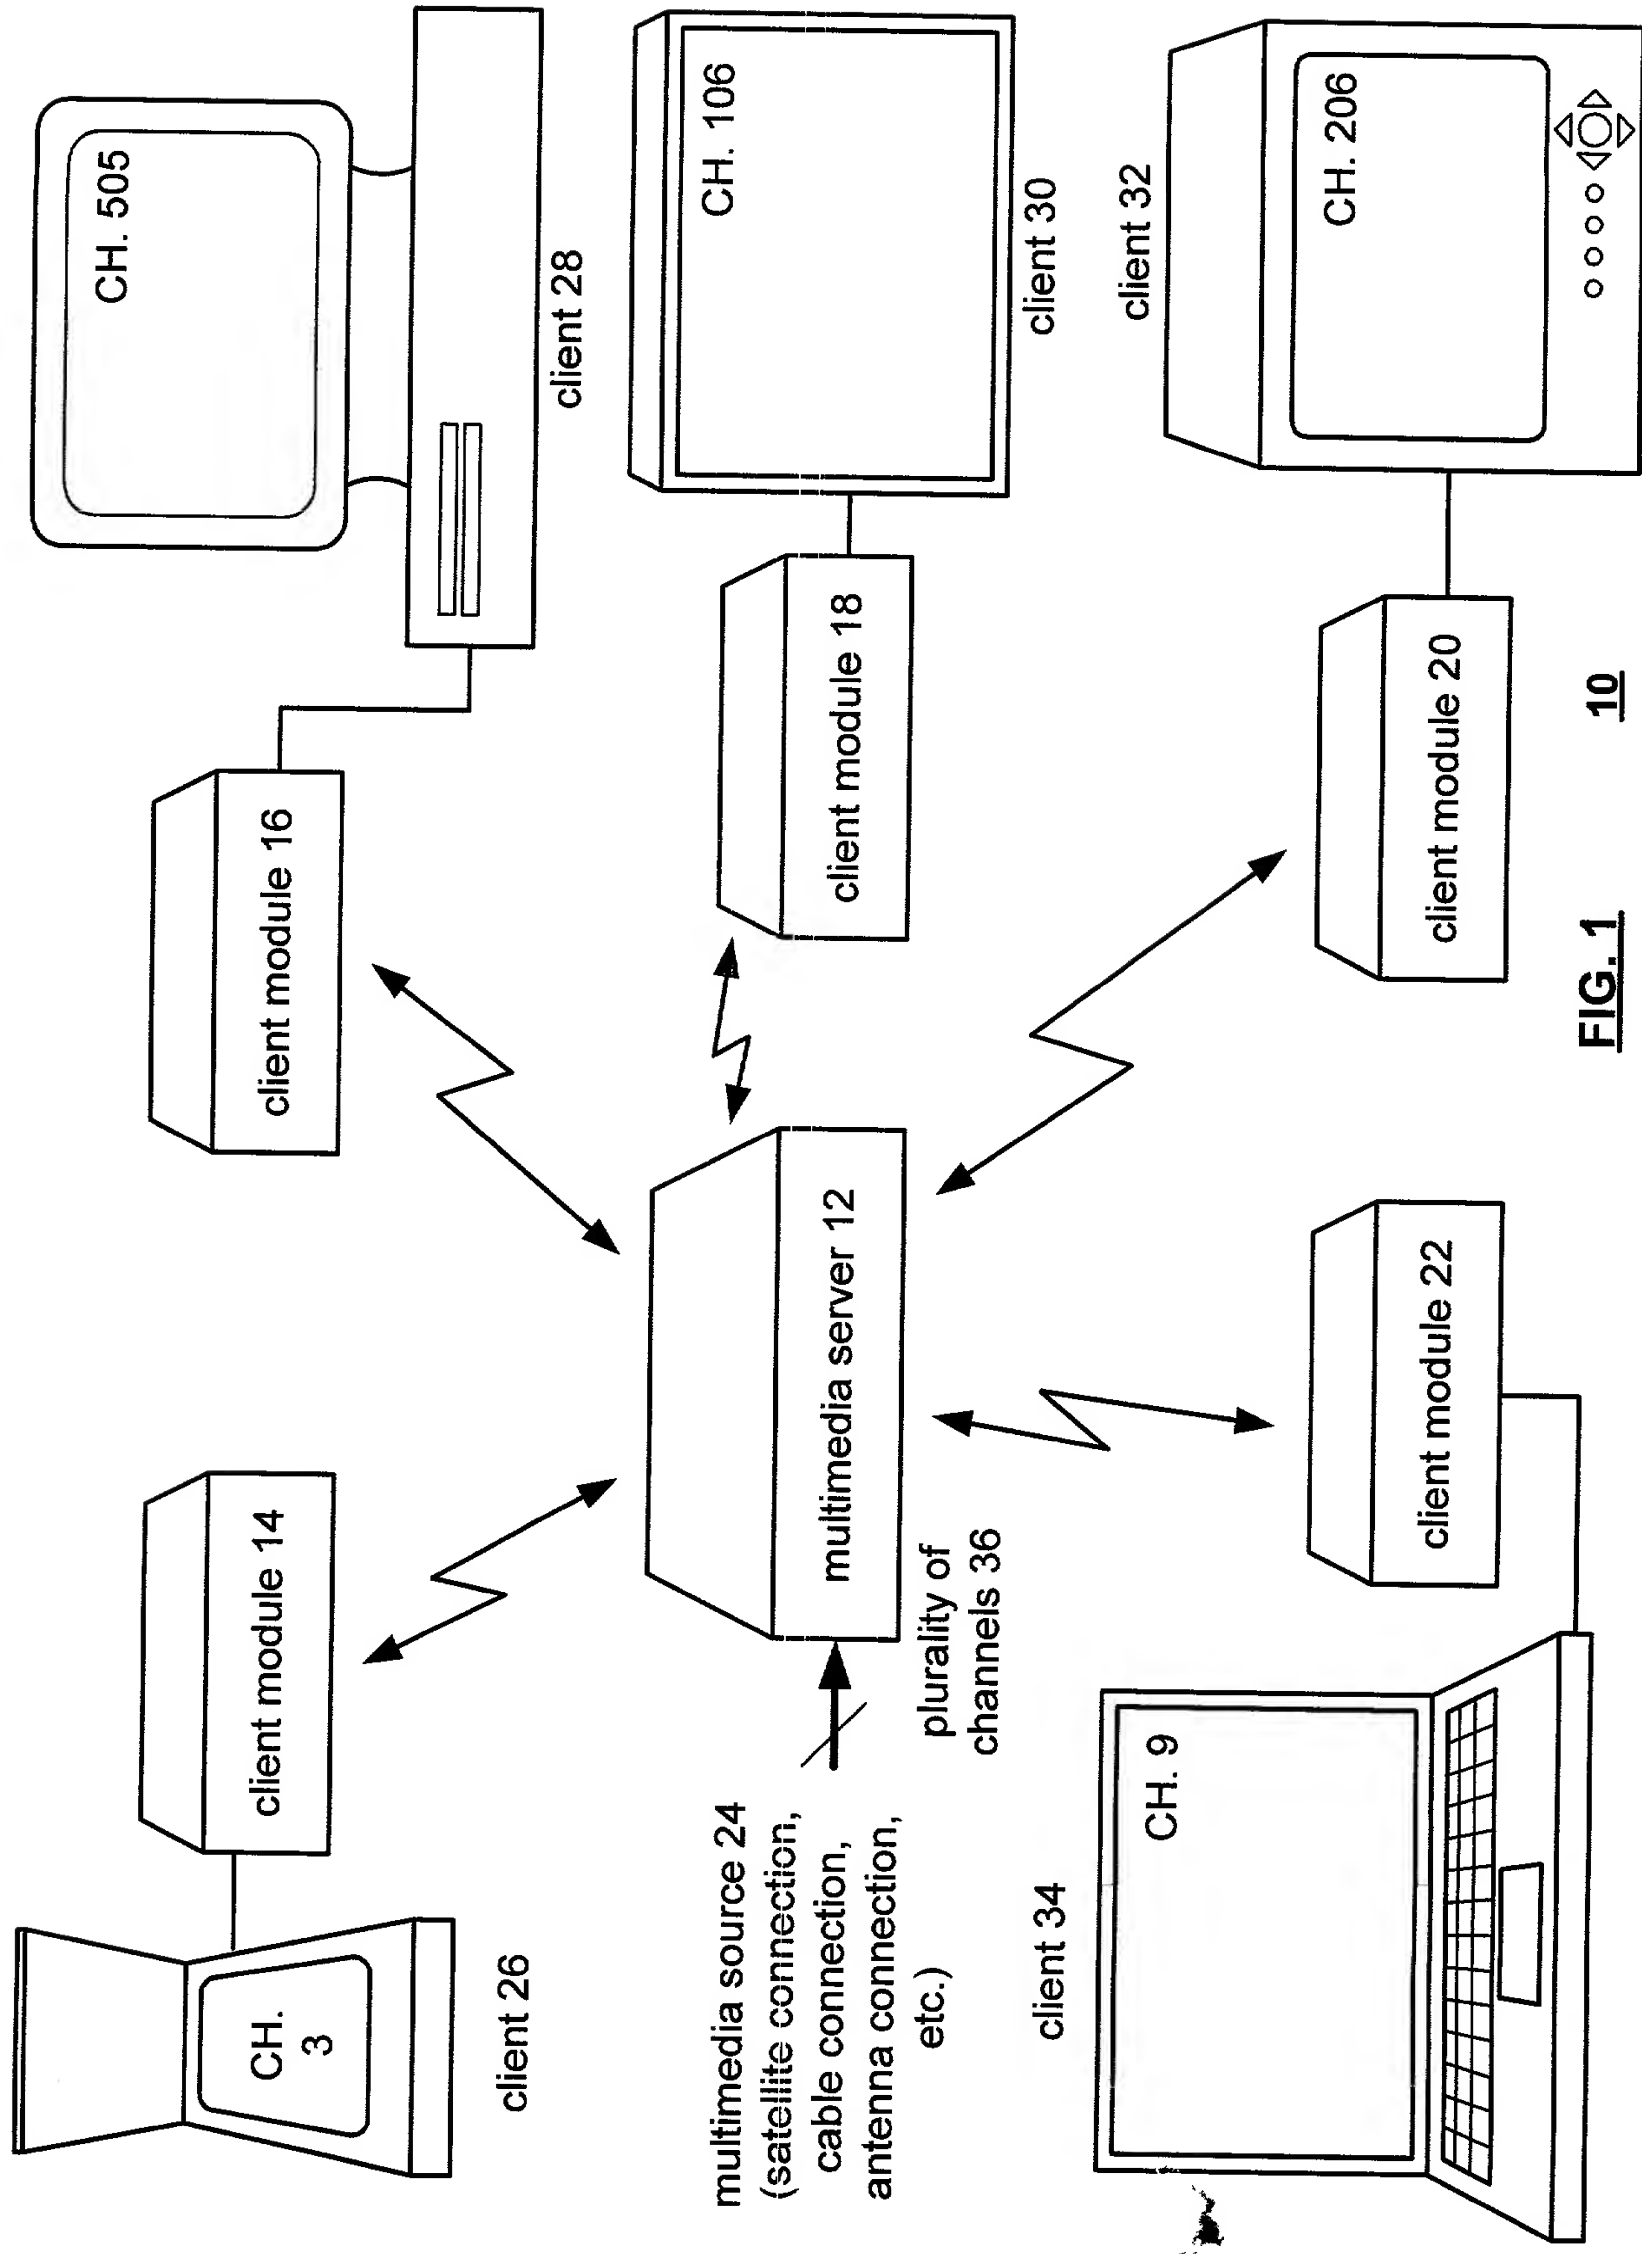 CH.
3
client 26
client module 14
client module 16
CH. 505
client 28
multimedia source 24
(satellite connection,
cable connection,
antenna connection,
etc.)
plurality of
channels 36
multimedia server 12
client module 18
CH. 106
client 30
client 34
CH. 9
client module 22
client module 20
client 32
CH. 206
FIG. 1
10